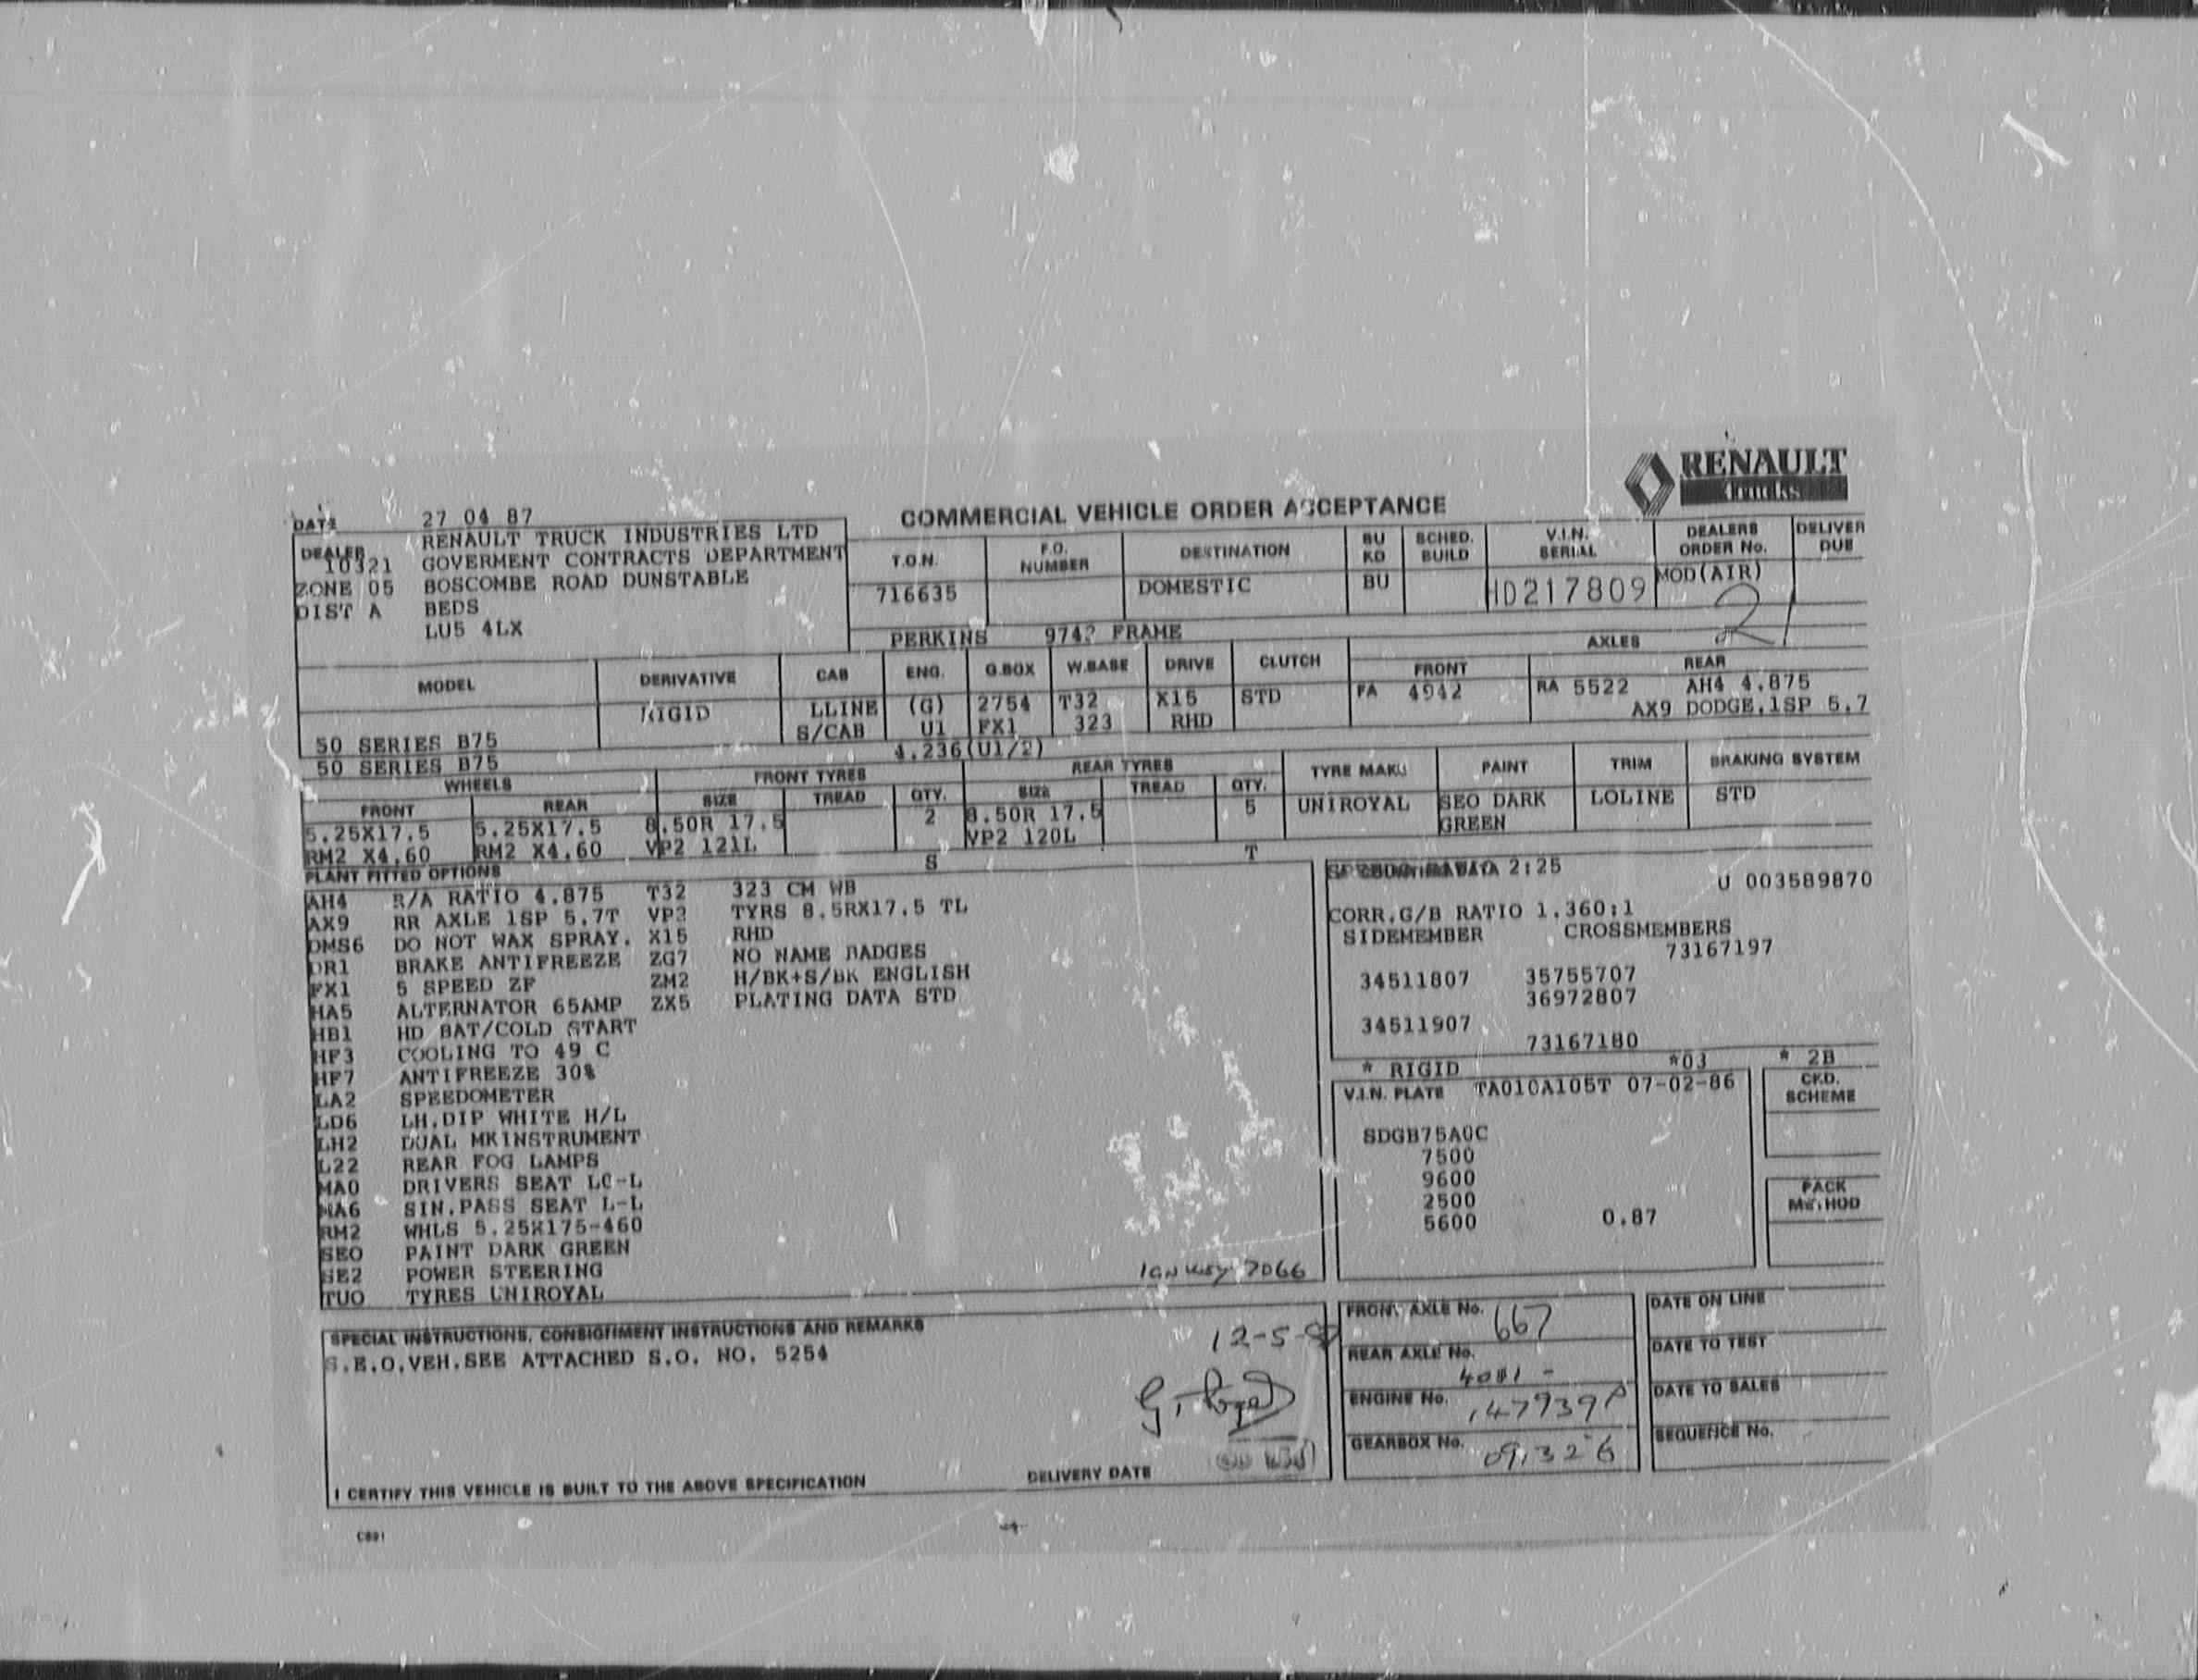 RENAULT
trucks
DATE 27 04 87
COMMERCIAL VEHICLE ORDER ACCEPTANCE
DEALER RENAULT TRUCK INDUSTRIES LTD
10321 GOVERMENT CONTRACTS DEPARTMENT
ZONE 05 BOSCOMBE ROAD DUNSTABLE
DIST A BEDS
LU5 4LX
T.O.N. F.O. NUMBER DESTINATION BU KD SCHED. BUILD V.I.N. SERIAL DEALERS ORDER No. DELIVER DUE
716635 DOMESTIC BU HD217809 MOD(AIR)
21
PERKINS 9742 FRAME
AXLES
MODEL DERIVATIVE CAB ENG. G.BOX W.BASE DRIVE CLUTCH FRONT REAR
RIGID LLINE (G) 2754 T32 X15 STD FA 4942 RA 5522 AH4 4.875
50 SERIES B75 S/CAB U1 FX1 323 RHD AX9 DODGE.1SP 5.7
50 SERIES B75 4.236(U1/2)
WHEELS FRONT TYRES REAR TYRES TYRE MAKE PAINT TRIM BRAKING SYSTEM
FRONT REAR SIZE TREAD QTY. SIZE TREAD QTY.
5.25X17.5 5.25X17.5 8.50R 17.5 2 8.50R 17.5 5 UNIROYAL SEO DARK LOLINE STD
RM2 X4.60 RM2 X4.60 VP2 121L VP2 120L GREEN
PLANT FITTED OPTIONS S T
AH4 R/A RATIO 4.875 T32 323 CM WB
AX9 RR AXLE 1SP 5.7T VP2 TYRS 8.5RX17.5 TL
DMS6 DO NOT WAX SPRAY. X15 RHD
DR1 BRAKE ANTIFREEZE ZG7 NO NAME BADGES
FX1 5 SPEED ZF ZM2 H/BK+S/BK ENGLISH
HA5 ALTERNATOR 65AMP ZX5 PLATING DATA STD
HB1 HD BAT/COLD START
HF3 COOLING TO 49 C
HF7 ANTIFREEZE 30%
LA2 SPEEDOMETER
LD6 LH.DIP WHITE H/L
LH2 DUAL MKINSTRUMENT
L22 REAR FOG LAMPS
MA0 DRIVERS SEAT LO-L
MA6 SIN.PASS SEAT L-L
RM2 WHLS 5.25X175-460
SEO PAINT DARK GREEN
SE2 POWER STEERING
TUO TYRES UNIROYAL
2:25
U 003589870
CORR.G/B RATIO 1.360:1
SIDEMEMBER CROSSMEMBERS
73167197
34511807 35755707
36972807
34511907
73167180
* RIGID *03 * 2B
V.I.N. PLATE TA010A105T 07-02-86
CKD. SCHEME
SDGB75A0C
7500
9600
2500
5600 0.87
PACK METHOD
7066
SPECIAL INSTRUCTIONS, CONSIGNMENT INSTRUCTIONS AND REMARKS
S.E.O.VEH.SEE ATTACHED S.O. NO. 5254
12-5-87
I CERTIFY THIS VEHICLE IS BUILT TO THE ABOVE SPECIFICATION
DELIVERY DATE
FRONT AXLE No. 667
REAR AXLE No.
ENGINE No. 147939P
GEARBOX No. 091326
DATE ON LINE
DATE TO TEST
DATE TO SALES
SEQUENCE No.
C891